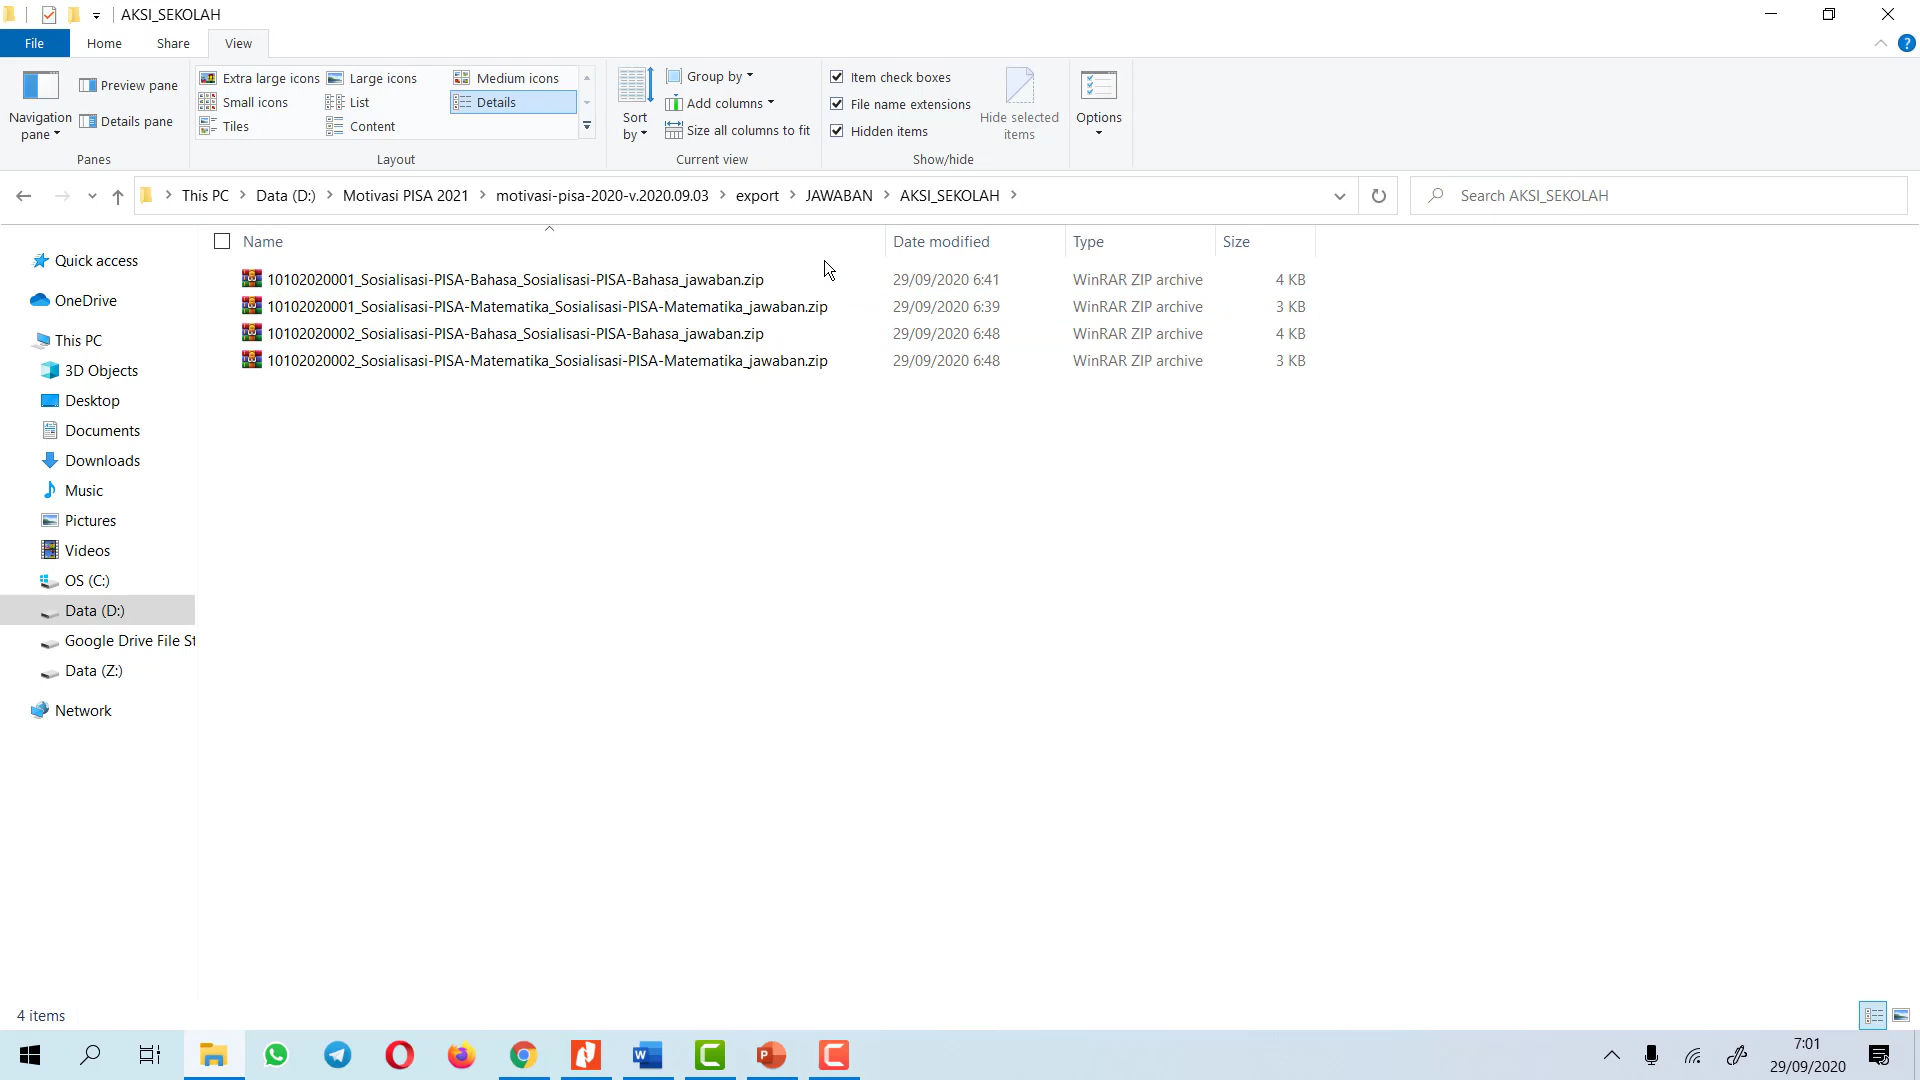 AKSI_SEKOLAH
File Home Share View
Navigation pane
Preview pane
Details pane
Panes
Extra large icons Large icons Medium icons
Small icons List Details
Tiles Content
Layout
Sort by
Group by
Add columns
Size all columns to fit
Current view
Item check boxes
File name extensions
Hidden items
Hide selected items
Show/hide
Options
This PC Data (D:) Motivasi PISA 2021 motivasi-pisa-2020-v.2020.09.03 export JAWABAN AKSI_SEKOLAH
Search AKSI_SEKOLAH
Quick access
OneDrive
This PC
3D Objects
Desktop
Documents
Downloads
Music
Pictures
Videos
OS (C:)
Data (D:)
Google Drive File St
Data (Z:)
Network
Name Date modified Type Size
10102020001_Sosialisasi-PISA-Bahasa_Sosialisasi-PISA-Bahasa_jawaban.zip 29/09/2020 6:41 WinRAR ZIP archive 4 KB
10102020001_Sosialisasi-PISA-Matematika_Sosialisasi-PISA-Matematika_jawaban.zip 29/09/2020 6:39 WinRAR ZIP archive 3 KB
10102020002_Sosialisasi-PISA-Bahasa_Sosialisasi-PISA-Bahasa_jawaban.zip 29/09/2020 6:48 WinRAR ZIP archive 4 KB
10102020002_Sosialisasi-PISA-Matematika_Sosialisasi-PISA-Matematika_jawaban.zip 29/09/2020 6:48 WinRAR ZIP archive 3 KB
4 items
7:01
29/09/2020